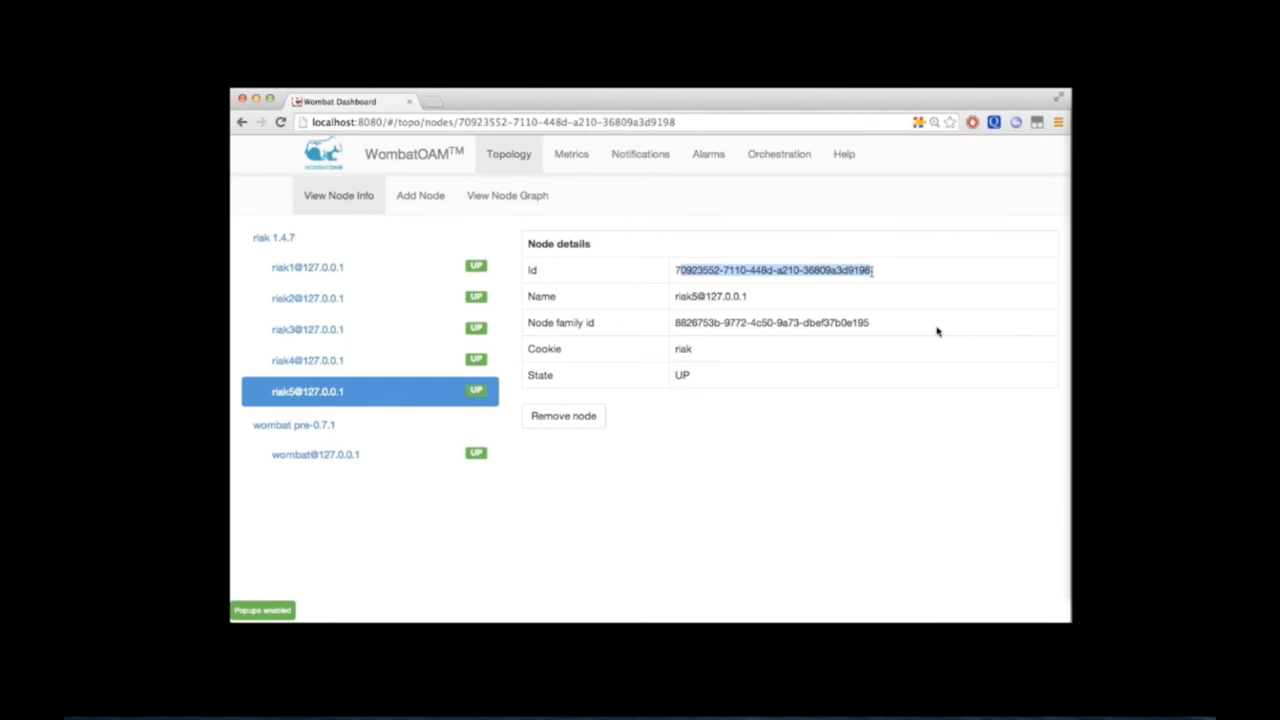 Wombat Dashboard
localhost:8080/#/topo/nodes/70923552-7110-448d-a210-36809a3d9198
WOMBATOAM
WombatOAM™ Topology Metrics Notifications Alarms Orchestration Help
View Node Info Add Node View Node Graph
riak 1.4.7
riak1@127.0.0.1 UP
riak2@127.0.0.1 UP
riak3@127.0.0.1 UP
riak4@127.0.0.1 UP
riak5@127.0.0.1 UP
wombat pre-0.7.1
wombat@127.0.0.1 UP
Node details
Id 70923552-7110-448d-a210-36809a3d9198
Name riak5@127.0.0.1
Node family id 8826753b-9772-4c50-9a73-dbef37b0e195
Cookie riak
State UP
Remove node
Popups enabled